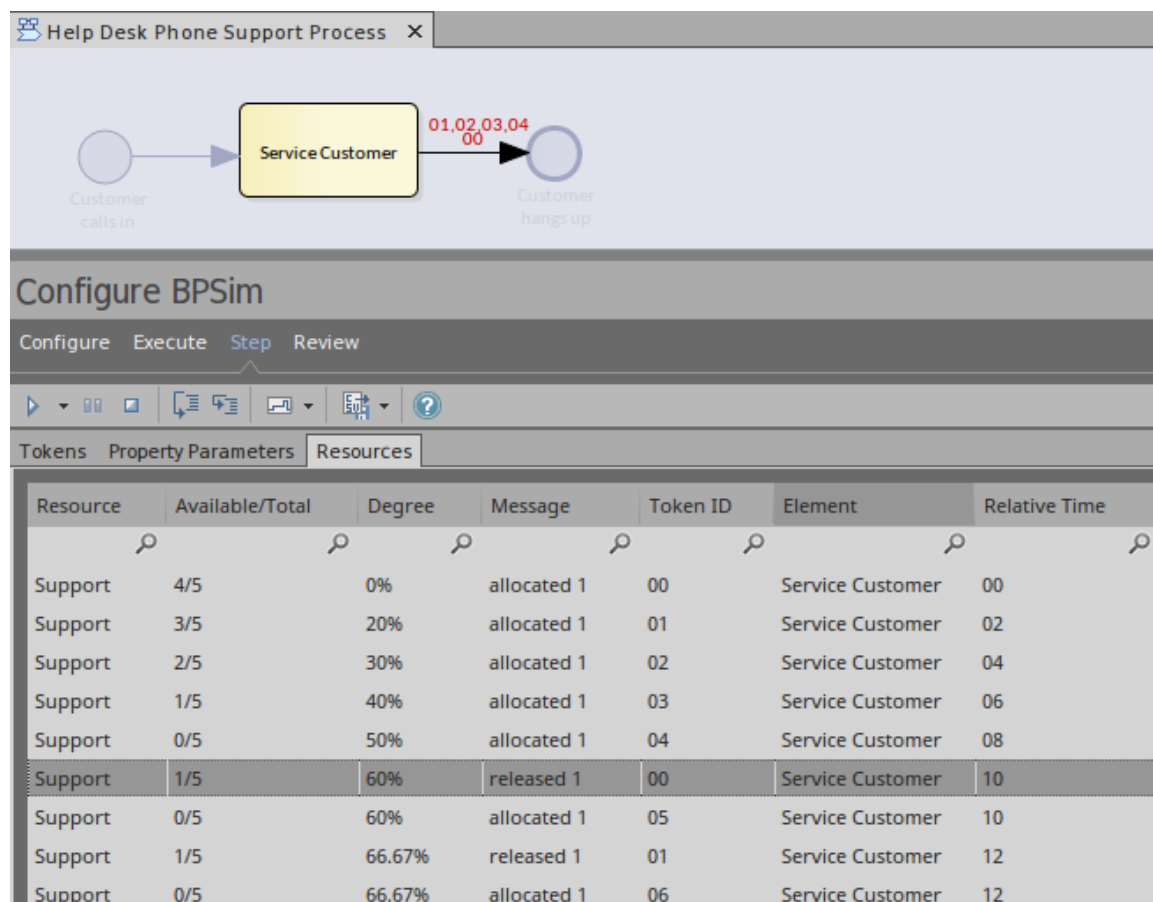 Help Desk Phone Support Process
01,02,03,04
00
Service Customer
Customer
calls in
Customer
hangs up
Configure BPSim
Configure Execute Step Review
Tokens Property Parameters Resources
Resource Available/Total Degree Message Token ID Element Relative Time
Support 4/5 0% allocated 1 00 Service Customer 00
Support 3/5 20% allocated 1 01 Service Customer 02
Support 2/5 30% allocated 1 02 Service Customer 04
Support 1/5 40% allocated 1 03 Service Customer 06
Support 0/5 50% allocated 1 04 Service Customer 08
Support 1/5 60% released 1 00 Service Customer 10
Support 0/5 60% allocated 1 05 Service Customer 10
Support 1/5 66.67% released 1 01 Service Customer 12
Support 0/5 66.67% allocated 1 06 Service Customer 12